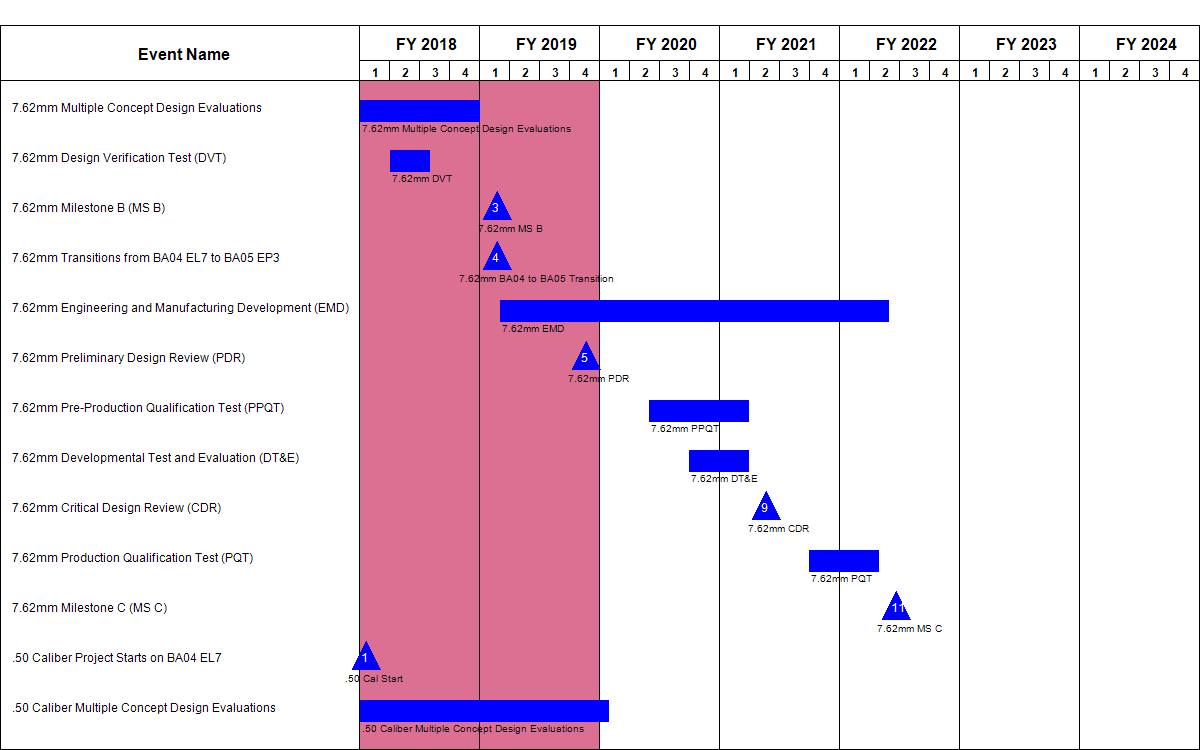 Event Name
FY 2018 FY 2019 FY 2020 FY 2021 FY 2022 FY 2023 FY 2024
1 2 3 4 1 2 3 4 1 2 3 4 1 2 3 4 1 2 3 4 1 2 3 4 1 2 3 4
7.62mm Multiple Concept Design Evaluations
7.62mm Multiple Concept Design Evaluations
7.62mm Design Verification Test (DVT)
7.62mm DVT
7.62mm Milestone B (MS B)
3
7.62mm MS B
7.62mm Transitions from BA04 EL7 to BA05 EP3
4
7.62mm BA04 to BA05 Transition
7.62mm Engineering and Manufacturing Development (EMD)
7.62mm EMD
7.62mm Preliminary Design Review (PDR)
5
7.62mm PDR
7.62mm Pre-Production Qualification Test (PPQT)
7.62mm PPQT
7.62mm Developmental Test and Evaluation (DT&E)
7.62mm DT&E
7.62mm Critical Design Review (CDR)
9
7.62mm CDR
7.62mm Production Qualification Test (PQT)
7.62mm PQT
7.62mm Milestone C (MS C)
11
7.62mm MS C
.50 Caliber Project Starts on BA04 EL7
1
.50 Cal Start
.50 Caliber Multiple Concept Design Evaluations
.50 Caliber Multiple Concept Design Evaluations